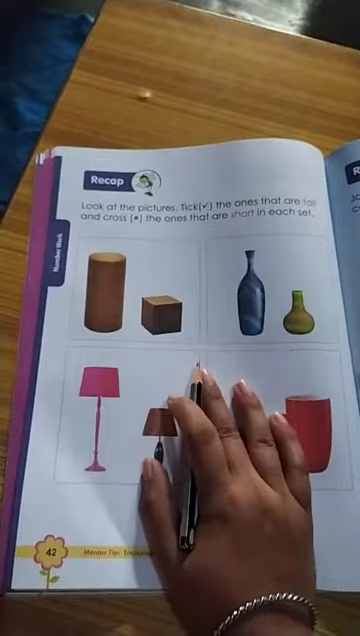 Recap
Look at the pictures. Tick(✓) the ones that are tall
and cross (×) the ones that are short in each set.
Number Work
42
Mentor Tip: